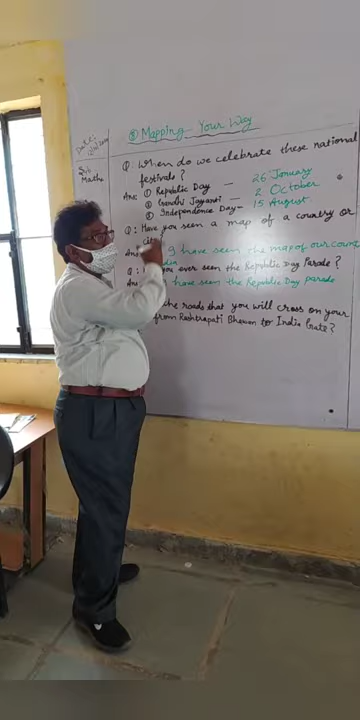 ⑧ Mapping Your Way
Date:
Sub
Maths
Q: When do we celebrate these national
festivals?
Ans: ① Republic Day — 26 January
② Gandhi Jayanti — 2 October
③ Independence Day – 15 August
Q: Have you seen a map of a country or
Ans: I have seen the map of our
Q: you ever seen the Republic Day Parade?
Ans: have seen the Republic Day parade
the roads that you will cross on your
from Rashtrapati Bhawan to India Gate?